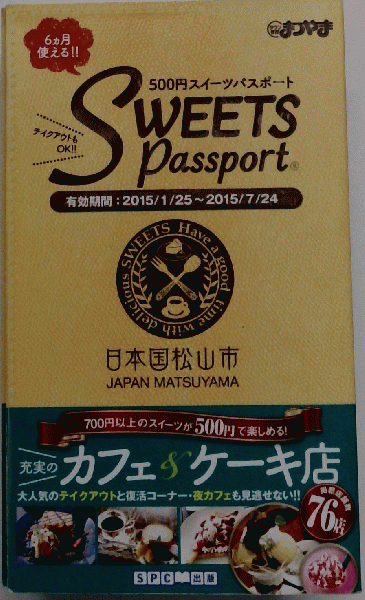 6ヵ月
使える!!
まつやま
500円スイーツパスポート
SWEETS
Passport®
テイクアウトも
OK!!
有効期間：2015/1/25～2015/7/24
SWEETS Have a good time with delicious
日本国松山市
JAPAN MATSUYAMA
700円以上のスイーツが500円で楽しめる!
充実の
カフェ&ケーキ店
大人気のテイクアウトと復活コーナー・夜カフェも見逃せない!!
76店
SPC出版